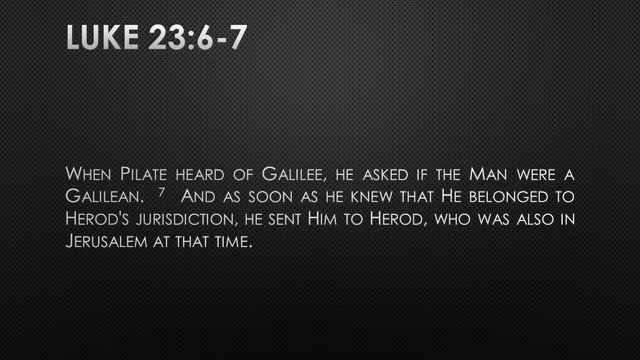 LUKE 23:6-7
When Pilate heard of Galilee, he asked if the Man were a
Galilean. 7 And as soon as he knew that He belonged to
Herod's jurisdiction, he sent Him to Herod, who was also in
Jerusalem at that time.